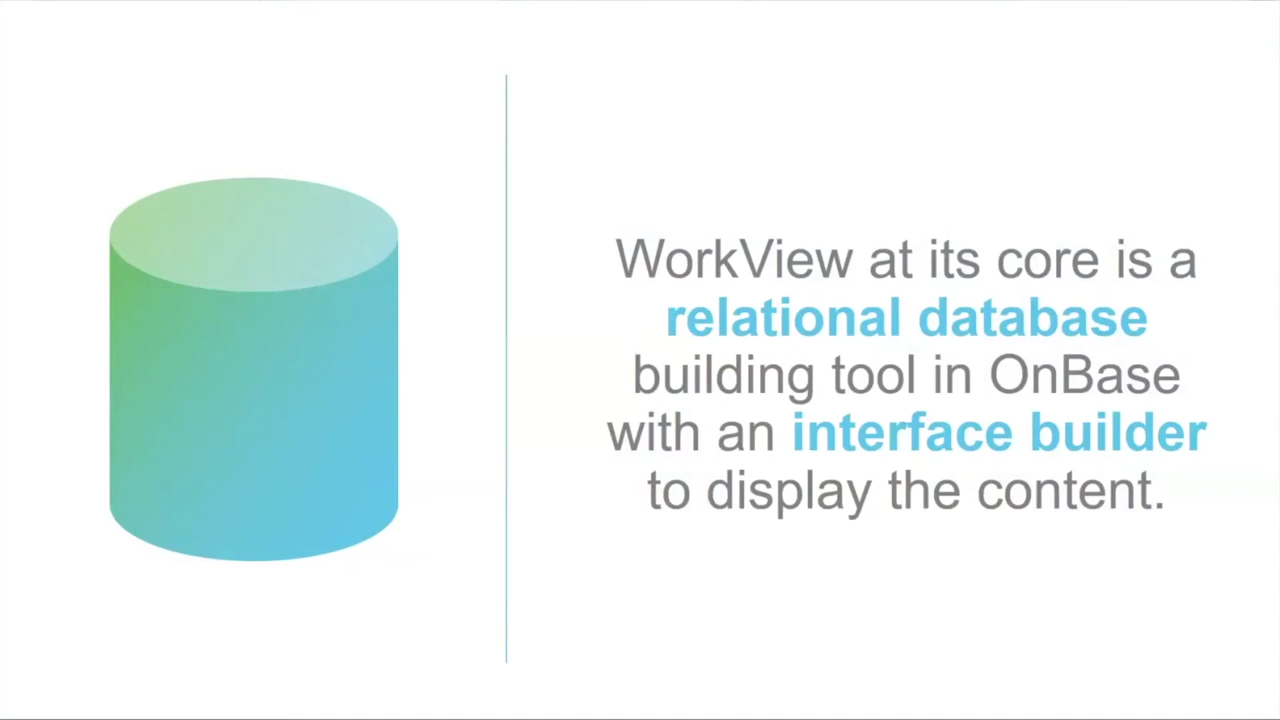 WorkView at its core is a
relational database
building tool in OnBase
with an interface builder
to display the content.